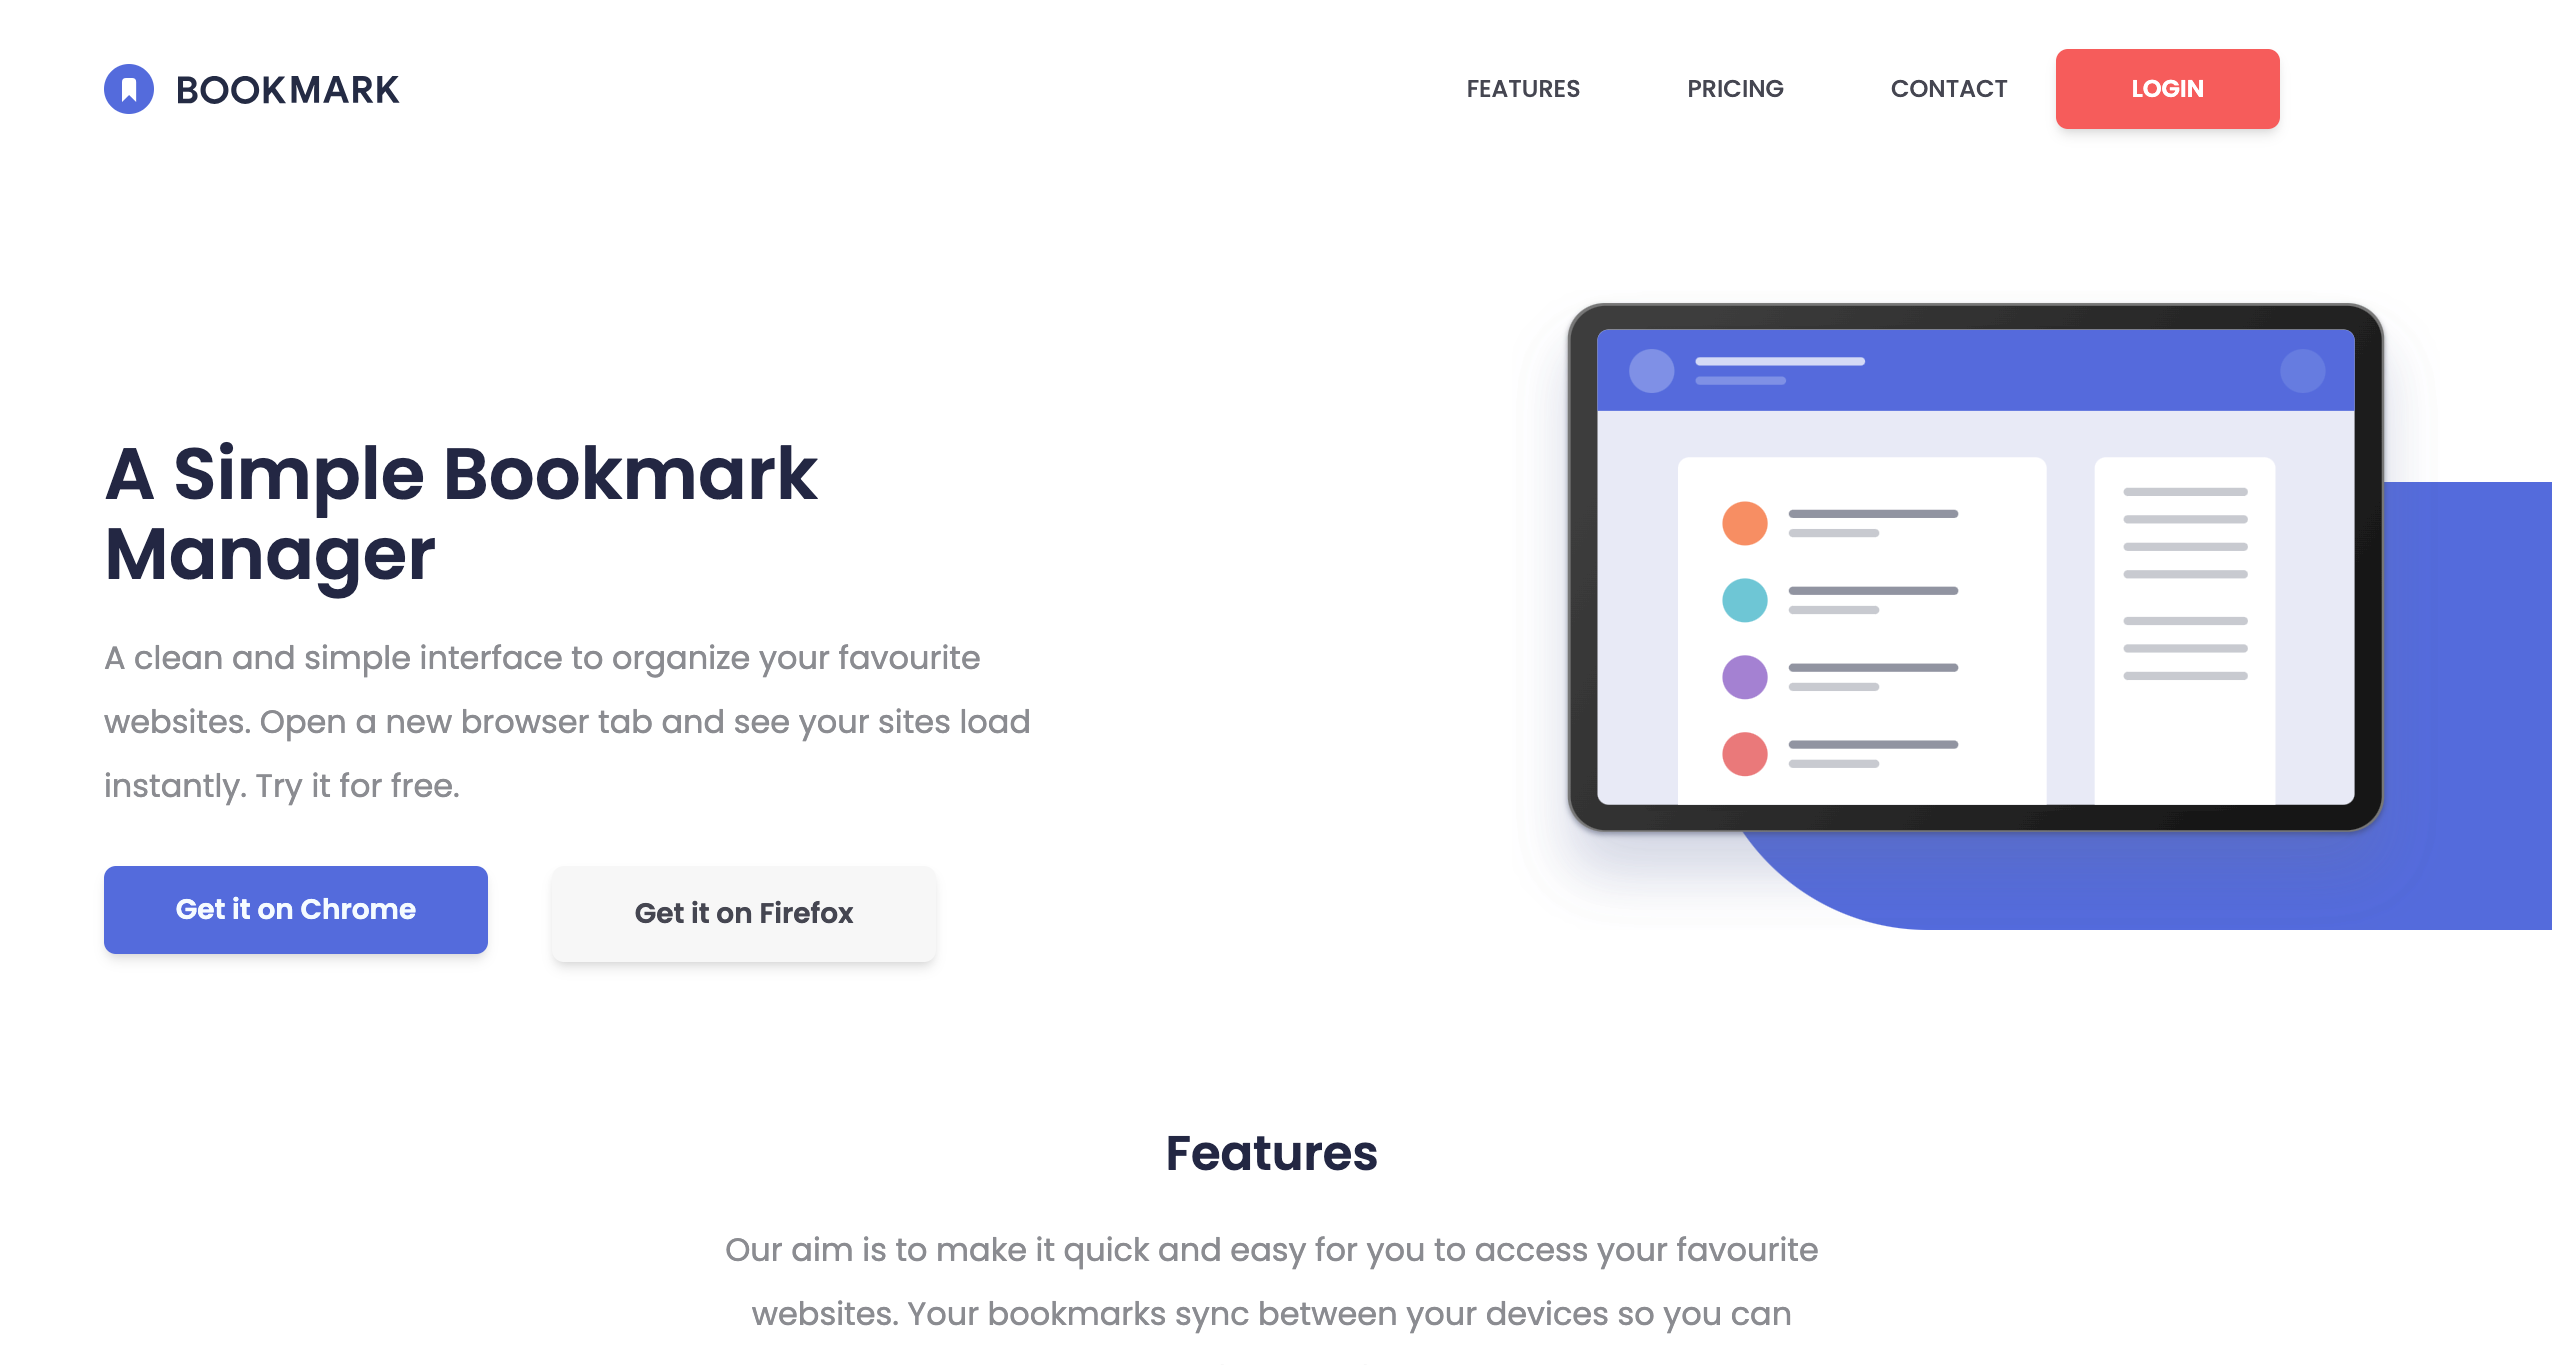 BOOKMARK
FEATURES
PRICING
CONTACT
LOGIN
A Simple Bookmark
Manager
A clean and simple interface to organize your favourite
websites. Open a new browser tab and see your sites load
instantly. Try it for free.
Get it on Chrome
Get it on Firefox
Features
Our aim is to make it quick and easy for you to access your favourite
websites. Your bookmarks sync between your devices so you can